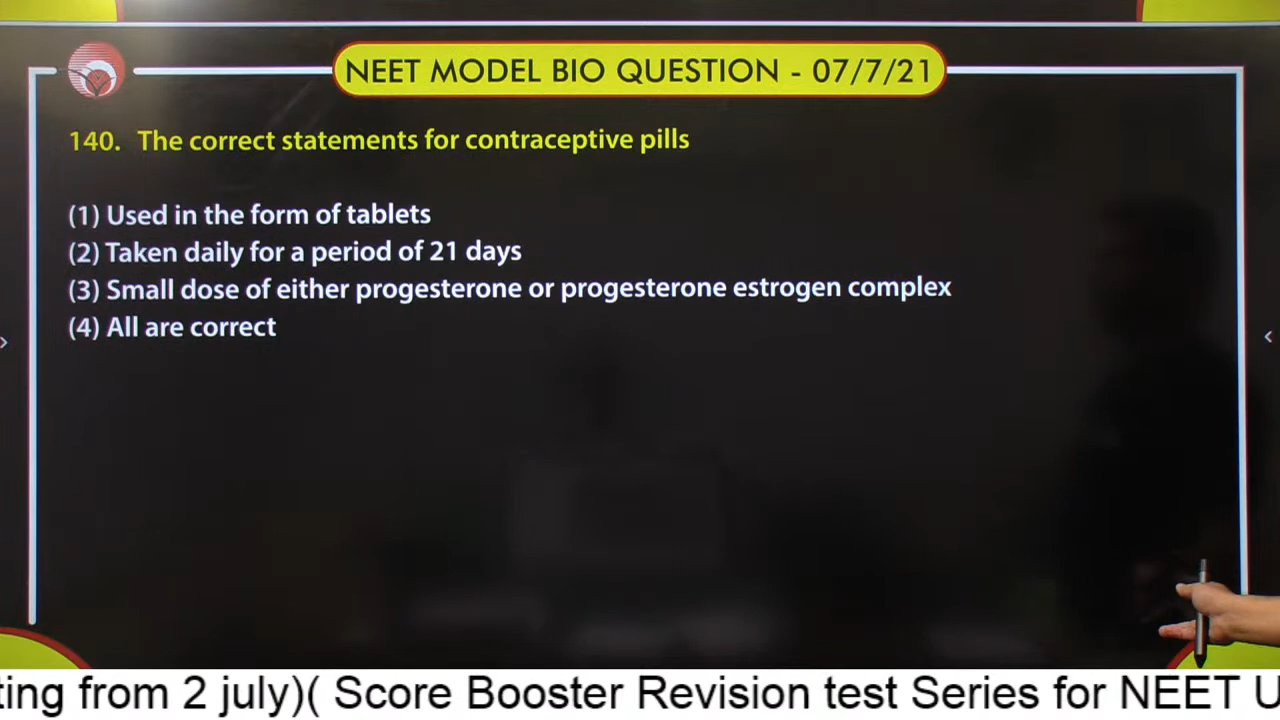 NEET MODEL BIO QUESTION - 07/7/21
140. The correct statements for contraceptive pills
(1) Used in the form of tablets
(2) Taken daily for a period of 21 days
(3) Small dose of either progesterone or progesterone estrogen complex
(4) All are correct
ting from 2 july)( Score Booster Revision test Series for NEET U